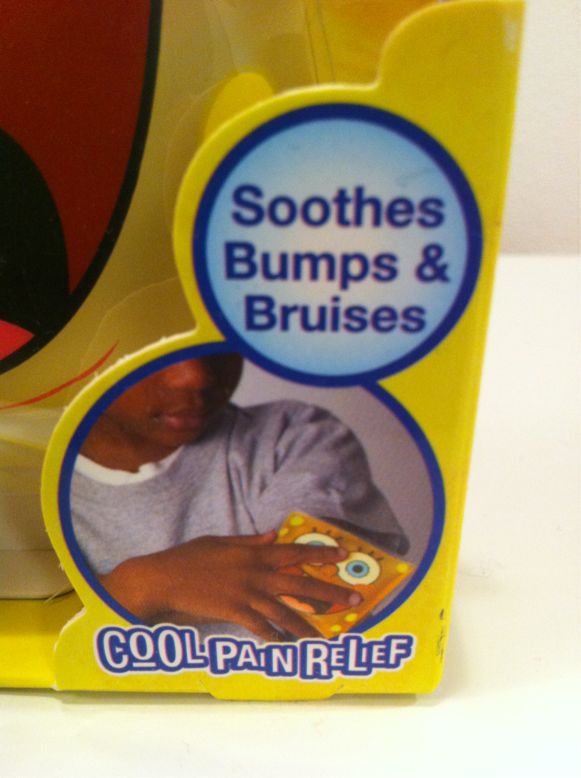 Soothes
Bumps &
Bruises
COOL PAIN RELIEF